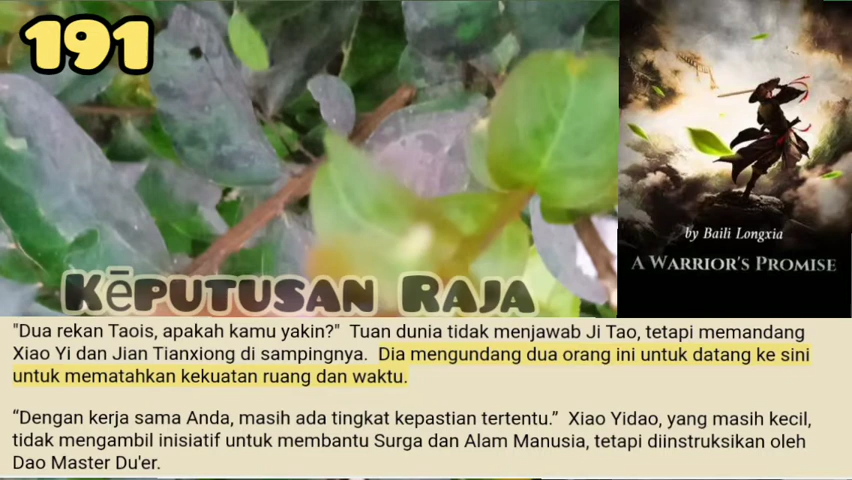 191
by Baili Longxia
A WARRIOR'S PROMISE
KēPUTUSAN RAJA
"Dua rekan Taois, apakah kamu yakin?" Tuan dunia tidak menjawab Ji Tao, tetapi memandang
Xiao Yi dan Jian Tianxiong di sampingnya. Dia mengundang dua orang ini untuk datang ke sini
untuk mematahkan kekuatan ruang dan waktu.
“Dengan kerja sama Anda, masih ada tingkat kepastian tertentu.” Xiao Yidao, yang masih kecil,
tidak mengambil inisiatif untuk membantu Surga dan Alam Manusia, tetapi diinstruksikan oleh
Dao Master Du'er.